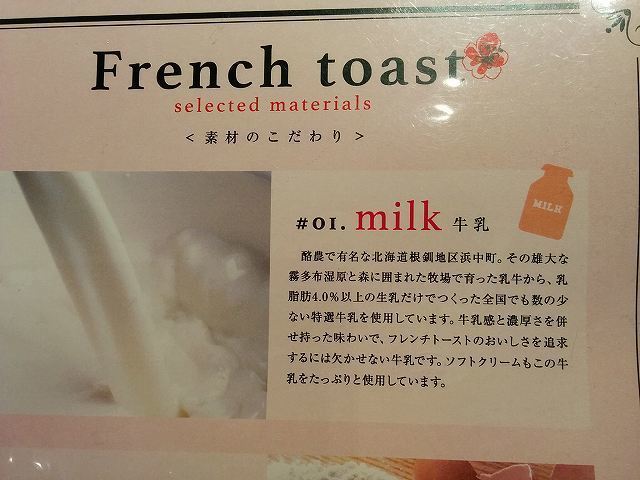 French toast
selected materials
＜素材のこだわり＞
MILK
#01. milk 牛乳
酪農で有名な北海道根釧地区浜中町。その雄大な
霧多布湿原と森に囲まれた牧場で育った乳牛から、乳
脂肪4.0%以上の生乳だけでつくった全国でも数の少
ない特選牛乳を使用しています。牛乳感と濃厚さを併
せ持った味わいで、フレンチトーストのおいしさを追求
するには欠かせない牛乳です。ソフトクリームもこの牛
乳をたっぷりと使用しています。